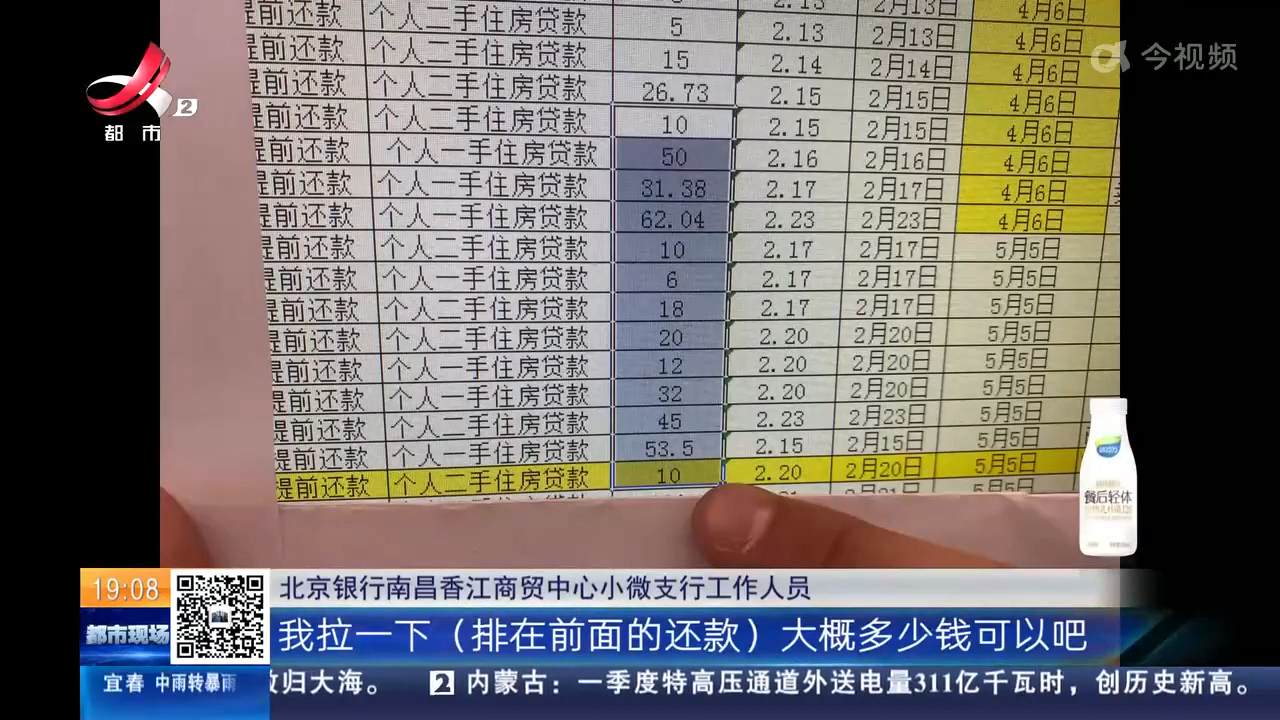 提前还款 个人二手住房贷款 5 2.13 2月13日 4月6日
提前还款 个人二手住房贷款 15 2.14 2月14日 4月6日
提前还款 个人二手住房贷款 26.73 2.15 2月15日 4月6日
提前还款 个人二手住房贷款 10 2.15 2月15日 4月6日
提前还款 个人一手住房贷款 50 2.16 2月16日 4月6日
提前还款 个人一手住房贷款 31.38 2.17 2月17日 4月6日
提前还款 个人一手住房贷款 62.04 2.23 2月23日 4月6日
提前还款 个人二手住房贷款 10 2.17 2月17日 5月5日
提前还款 个人一手住房贷款 6 2.17 2月17日 5月5日
提前还款 个人二手住房贷款 18 2.17 2月17日 5月5日
提前还款 个人二手住房贷款 20 2.20 2月20日 5月5日
提前还款 个人一手住房贷款 12 2.20 2月20日 5月5日
提前还款 个人一手住房贷款 32 2.20 2月20日 5月5日
提前还款 个人二手住房贷款 45 2.23 2月23日 5月5日
提前还款 个人一手住房贷款 53.5 2.15 2月15日 5月5日
提前还款 个人二手住房贷款 10 2.20 2月20日 5月5日
2
都市
今视频
餐后轻体
19:08
都市现场
北京银行南昌香江商贸中心小微支行工作人员
我拉一下（排在前面的还款）大概多少钱可以吧
宜春 中雨转暴雨
归大海。 2 内蒙古：一季度特高压通道外送电量311亿千瓦时，创历史新高。